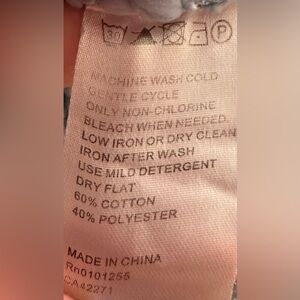 30
P
MACHINE WASH COLD
GENTLE CYCLE
ONLY NON-CHLORINE
BLEACH WHEN NEEDED.
LOW IRON OR DRY CLEAN
IRON AFTER WASH
USE MILD DETERGENT
DRY FLAT
60% COTTON
40% POLYESTER
MADE IN CHINA
Rn0101255
CA42271